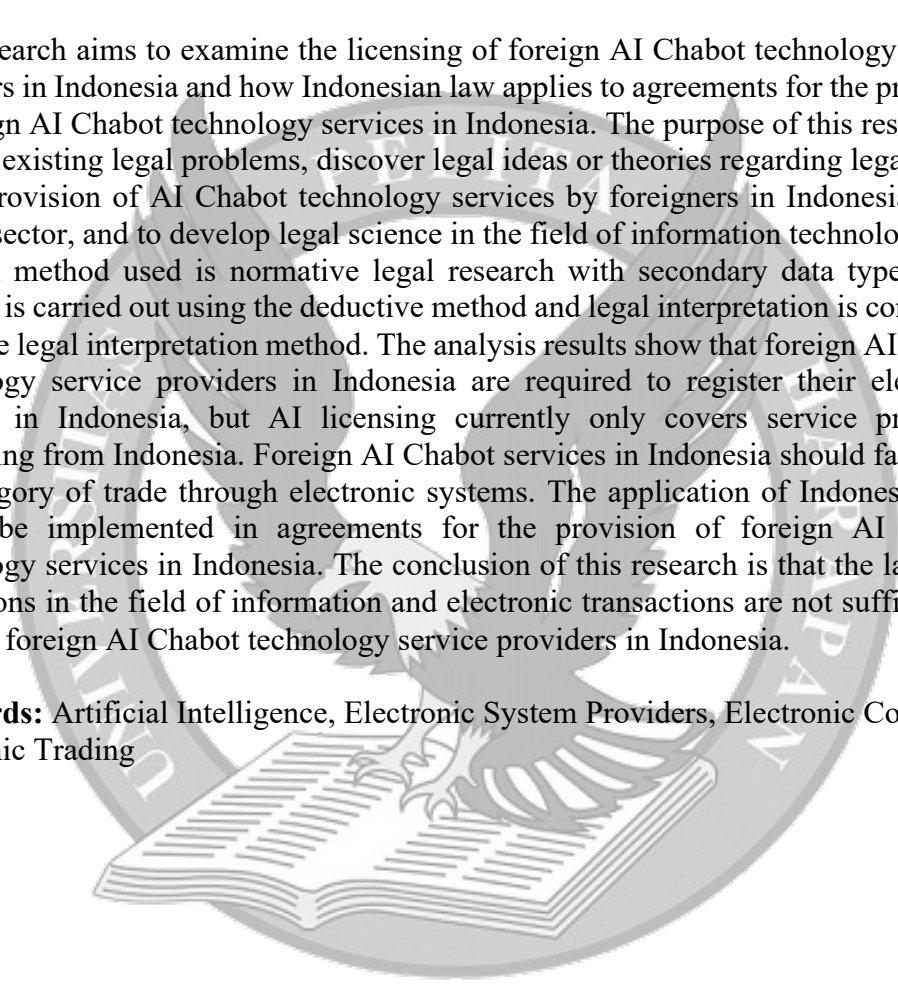 earch aims to examine the licensing of foreign AI Chabot technology
rs in Indonesia and how Indonesian law applies to agreements for the pr
gn AI Chabot technology services in Indonesia. The purpose of this res
existing legal problems, discover legal ideas or theories regarding lega
rovision of AI Chabot technology services by foreigners in Indonesia
sector, and to develop legal science in the field of information technolo
method used is normative legal research with secondary data type
is carried out using the deductive method and legal interpretation is con
e legal interpretation method. The analysis results show that foreign AI
ogy service providers in Indonesia are required to register their ele
in Indonesia, but AI licensing currently only covers service pr
ing from Indonesia. Foreign AI Chabot services in Indonesia should fa
gory of trade through electronic systems. The application of Indones
be implemented in agreements for the provision of foreign AI
ogy services in Indonesia. The conclusion of this research is that the la
ons in the field of information and electronic transactions are not suffi
foreign AI Chabot technology service providers in Indonesia.
rds: Artificial Intelligence, Electronic System Providers, Electronic Co
nic Trading
UNIVERSITAS PELITA HARAPAN